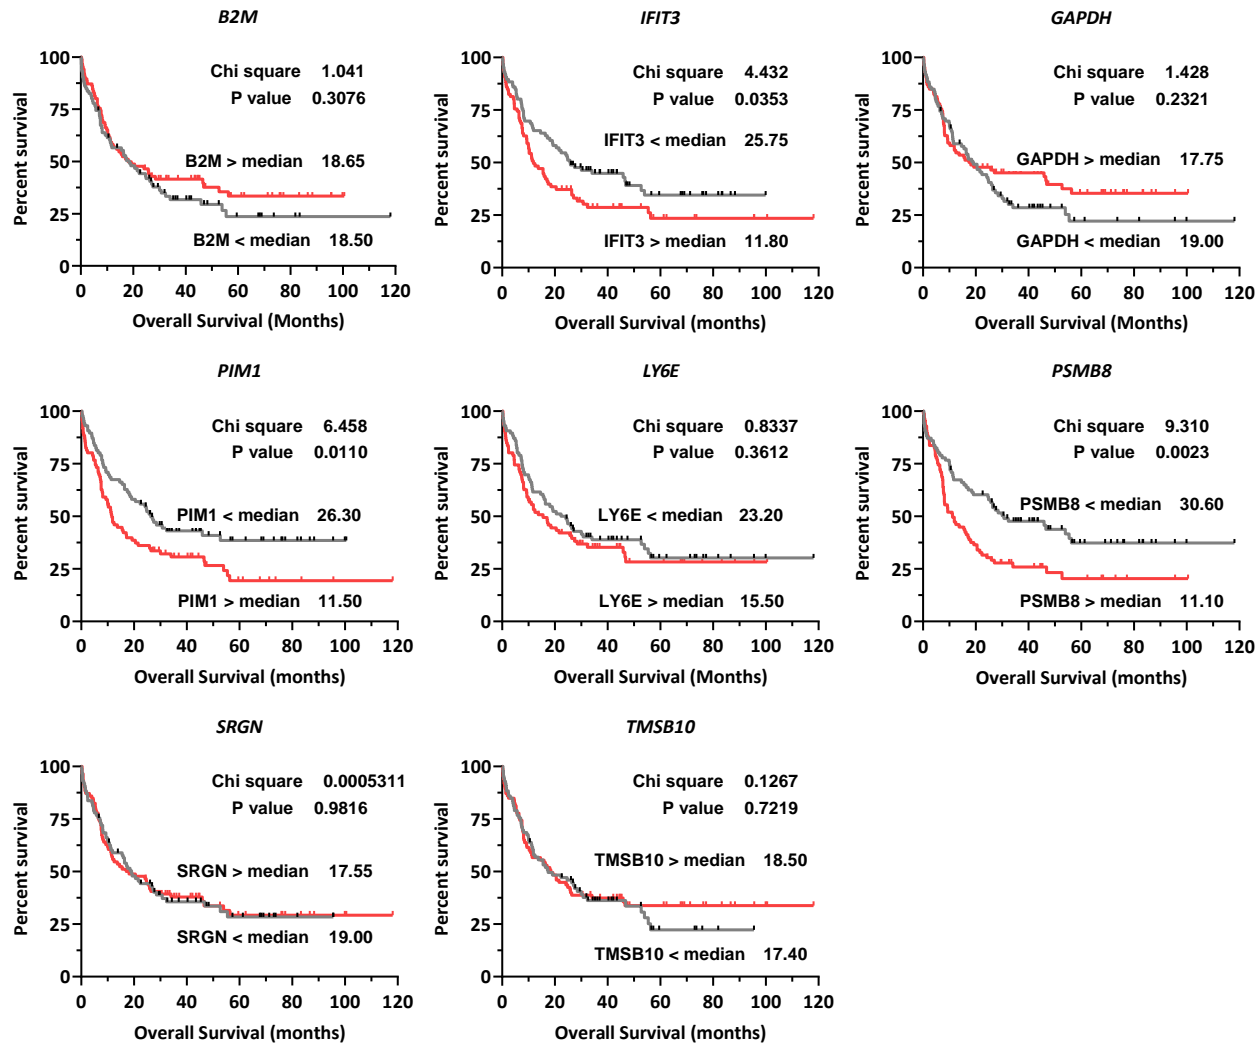 B2M
Percent survival
100
75
50
25
0
Chi square 1.041
P value 0.3076
B2M > median 18.65
B2M < median 18.50
0 20 40 60 80 100 120
Overall Survival (Months)
IFIT3
Percent survival
100
75
50
25
0
Chi square 4.432
P value 0.0353
IFIT3 < median 25.75
IFIT3 > median 11.80
0 20 40 60 80 100 120
Overall Survival (months)
GAPDH
Percent survival
100
75
50
25
0
Chi square 1.428
P value 0.2321
GAPDH > median 17.75
GAPDH < median 19.00
0 20 40 60 80 100 120
Overall Survival (Months)
PIM1
Percent survival
100
75
50
25
0
Chi square 6.458
P value 0.0110
PIM1 < median 26.30
PIM1 > median 11.50
0 20 40 60 80 100 120
Overall Survival (months)
LY6E
Percent survival
100
75
50
25
0
Chi square 0.8337
P value 0.3612
LY6E < median 23.20
LY6E > median 15.50
0 20 40 60 80 100 120
Overall Survival (Months)
PSMB8
Percent survival
100
75
50
25
0
Chi square 9.310
P value 0.0023
PSMB8 < median 30.60
PSMB8 > median 11.10
0 20 40 60 80 100 120
Overall Survival (months)
SRGN
Percent survival
100
75
50
25
0
Chi square 0.0005311
P value 0.9816
SRGN > median 17.55
SRGN < median 19.00
0 20 40 60 80 100 120
Overall Survival (months)
TMSB10
Percent survival
100
75
50
25
0
Chi square 0.1267
P value 0.7219
TMSB10 > median 18.50
TMSB10 < median 17.40
0 20 40 60 80 100 120
Overall Survival (months)